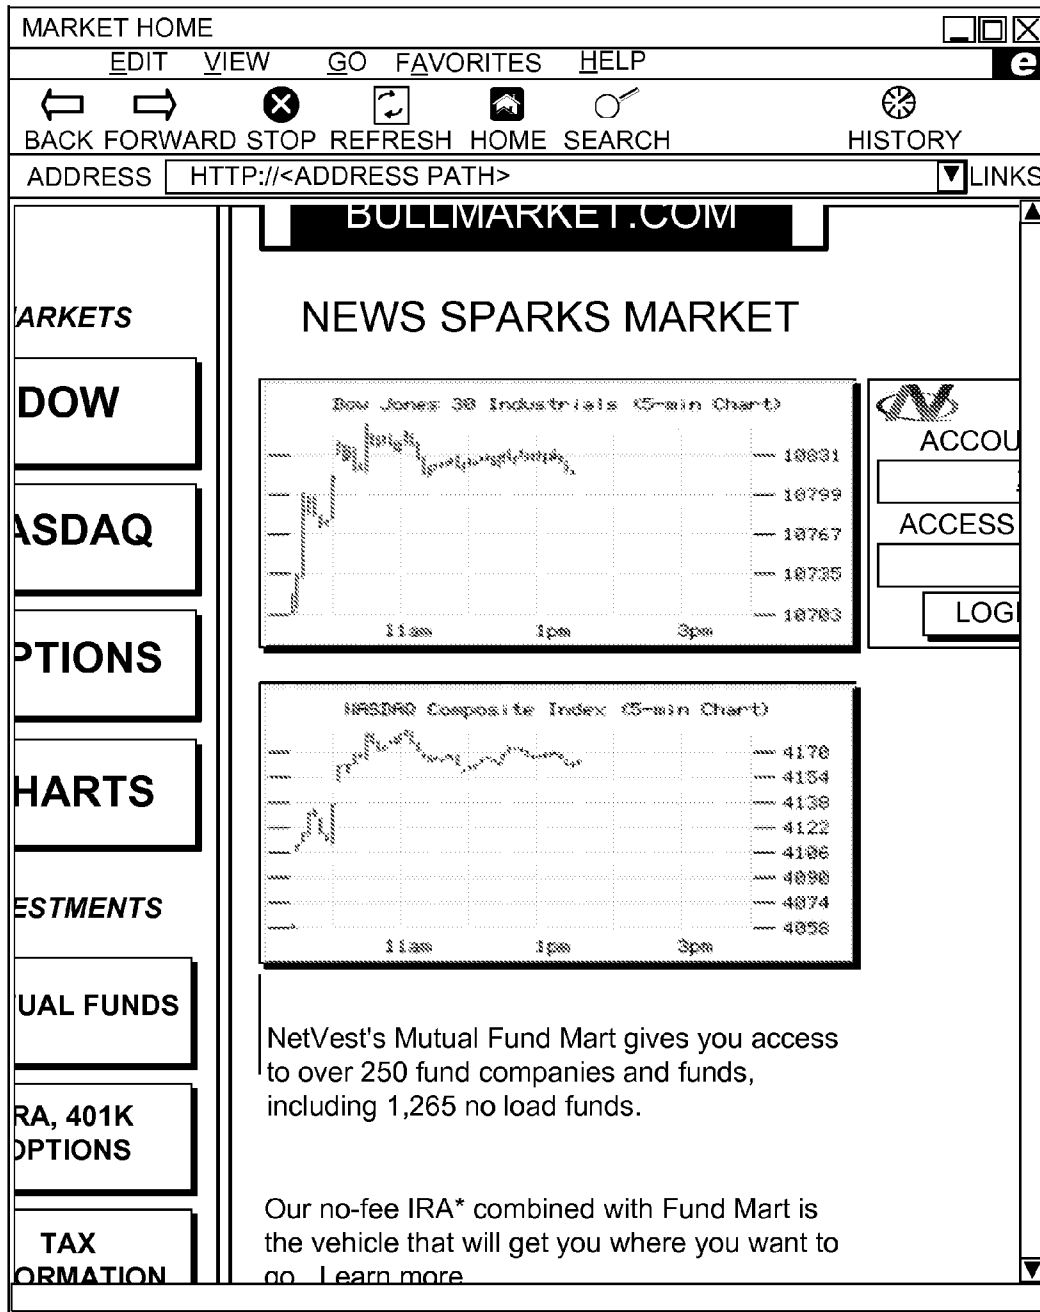 MARKET HOME
EDIT VIEW GO FAVORITES HELP
e
BACK FORWARD STOP REFRESH HOME SEARCH HISTORY
ADDRESS HTTP://<ADDRESS PATH> LINKS
BULLMARKET.COM
ARKETS
DOW
ASDAQ
PTIONS
HARTS
ESTMENTS
UAL FUNDS
RA, 401K
OPTIONS
TAX
ORMATION
NEWS SPARKS MARKET
Dow Jones 30 Industrials (5-min Chart)
10831
10799
10767
10735
10703
11am 1pm 3pm
NASDAQ Composite Index (5-min Chart)
4170
4154
4138
4122
4106
4090
4074
4058
11am 1pm 3pm
NetVest's Mutual Fund Mart gives you access
to over 250 fund companies and funds,
including 1,265 no load funds.
Our no-fee IRA* combined with Fund Mart is
the vehicle that will get you where you want to
go. Learn more
N
ACCOU
ACCESS
LOGI